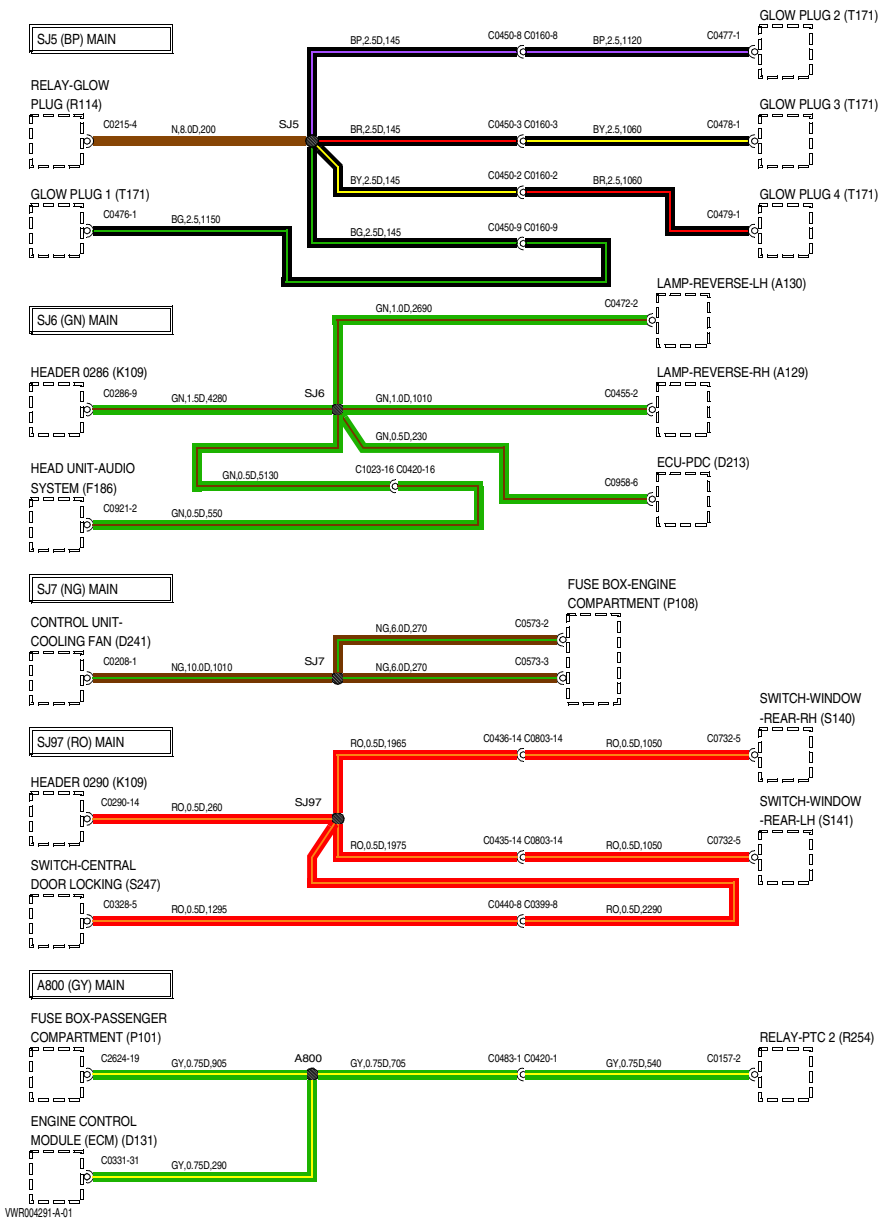 SJ5 (BP) MAIN
GLOW PLUG 2 (T171)
BP,2.5D,145
C0450-8 C0160-8
BP,2.5,1120
C0477-1
RELAY-GLOW
PLUG (R114)
C0215-4
N,8.0D,200
SJ5
GLOW PLUG 3 (T171)
BR,2.5D,145
C0450-3 C0160-3
BY,2.5,1060
C0478-1
BY,2.5D,145
C0450-2 C0160-2
BR,2.5,1060
GLOW PLUG 1 (T171)
C0476-1
BG,2.5,1150
GLOW PLUG 4 (T171)
C0479-1
BG,2.5D,145
C0450-9 C0160-9
SJ6 (GN) MAIN
LAMP-REVERSE-LH (A130)
GN,1.0D,2690
C0472-2
HEADER 0286 (K109)
C0286-9
GN,1.5D,4280
SJ6
LAMP-REVERSE-RH (A129)
GN,1.0D,1010
C0455-2
GN,0.5D,230
HEAD UNIT-AUDIO
SYSTEM (F186)
GN,0.5D,5130
C1023-16 C0420-16
ECU-PDC (D213)
C0958-6
C0921-2
GN,0.5D,550
SJ7 (NG) MAIN
FUSE BOX-ENGINE
COMPARTMENT (P108)
CONTROL UNIT-
COOLING FAN (D241)
NG,6.0D,270
C0573-2
C0208-1
NG,10.0D,1010
SJ7
NG,6.0D,270
C0573-3
SJ97 (RO) MAIN
SWITCH-WINDOW
-REAR-RH (S140)
RO,0.5D,1965
C0436-14 C0803-14
RO,0.5D,1050
C0732-5
HEADER 0290 (K109)
C0290-14
RO,0.5D,260
SJ97
SWITCH-WINDOW
-REAR-LH (S141)
RO,0.5D,1975
C0435-14 C0803-14
RO,0.5D,1050
C0732-5
SWITCH-CENTRAL
DOOR LOCKING (S247)
C0328-5
RO,0.5D,1295
C0440-8 C0399-8
RO,0.5D,2290
A800 (GY) MAIN
FUSE BOX-PASSENGER
COMPARTMENT (P101)
C2624-19
GY,0.75D,905
A800
GY,0.75D,705
C0483-1 C0420-1
GY,0.75D,540
C0157-2
RELAY-PTC 2 (R254)
ENGINE CONTROL
MODULE (ECM) (D131)
C0331-31
GY,0.75D,290
VWR004291-A-01